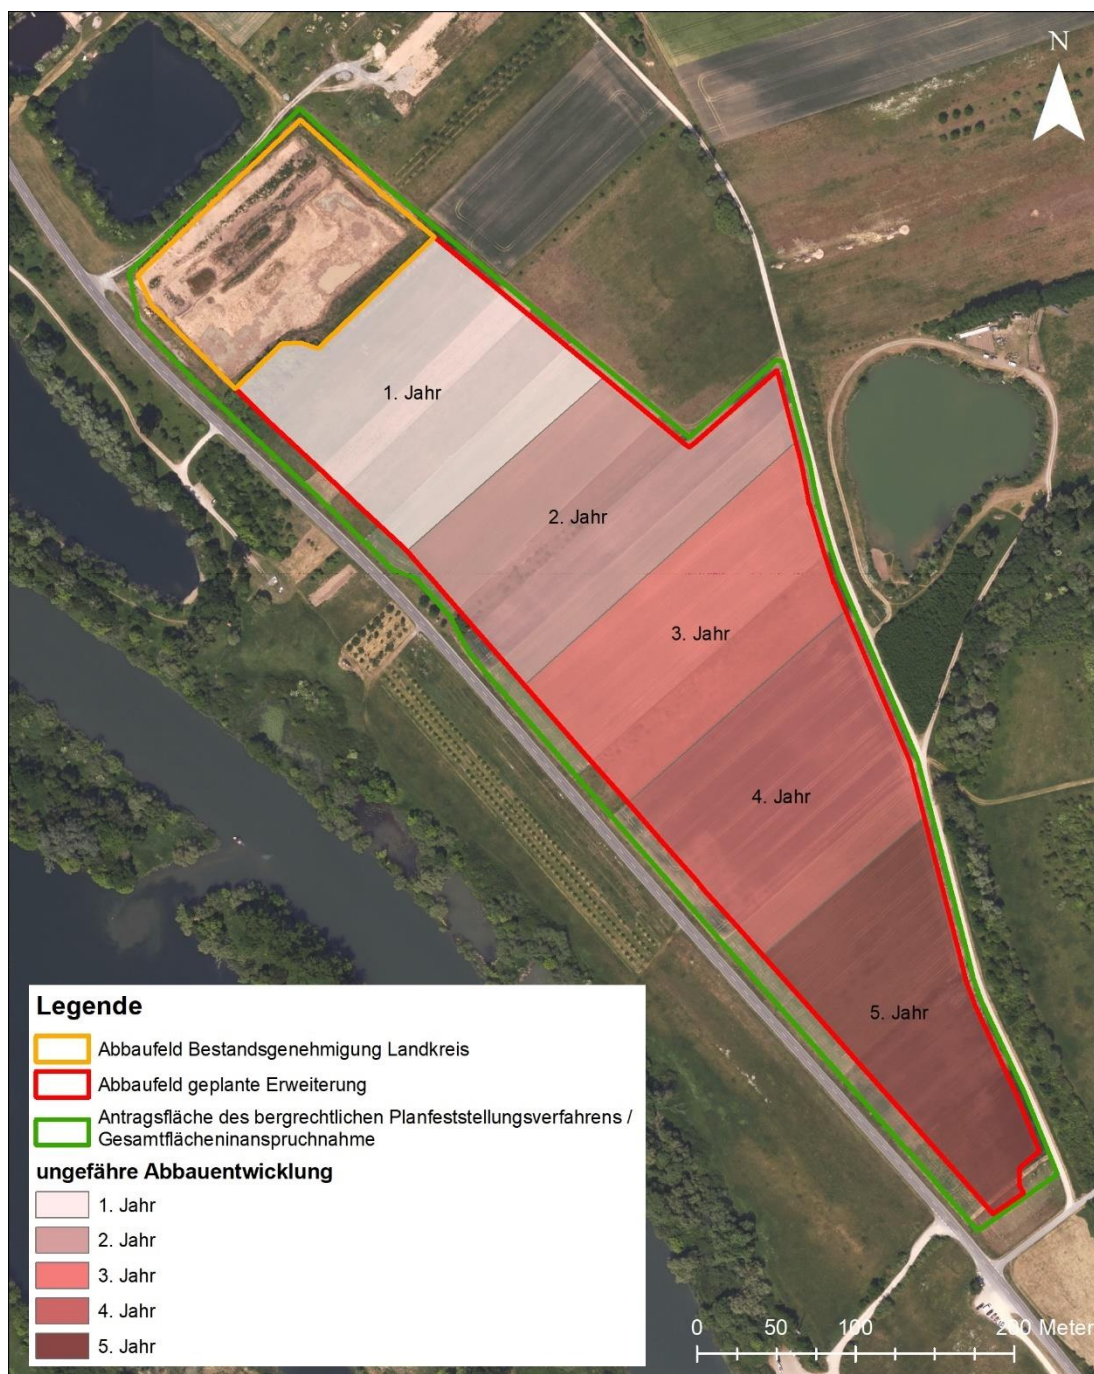 N
1. Jahr
2. Jahr
3. Jahr
4. Jahr
5. Jahr
Legende
Abbaufeld Bestandsgenehmigung Landkreis
Abbaufeld geplante Erweiterung
Antragsfläche des bergrechtlichen Planfeststellungsverfahrens /
Gesamtflächeninanspruchnahme
ungefähre Abbauentwicklung
1. Jahr
2. Jahr
3. Jahr
4. Jahr
5. Jahr
0 50 100 200 Meter